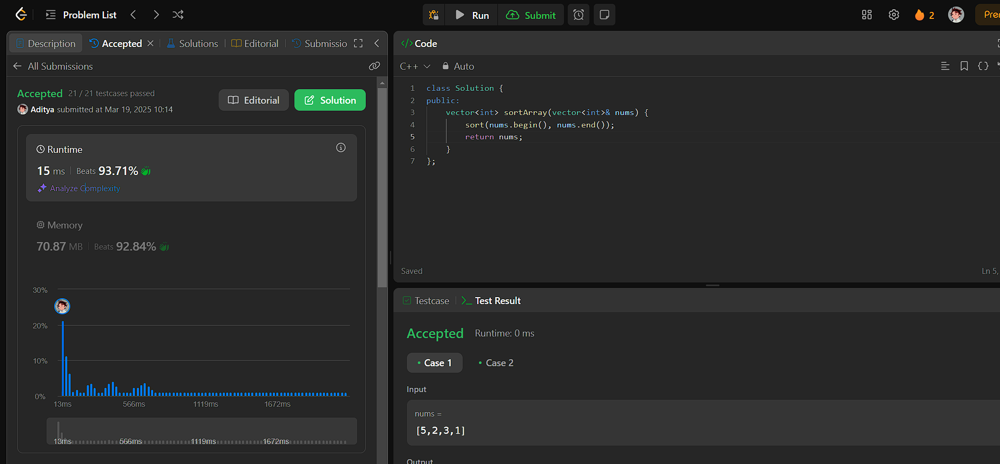 Problem List
Run
Submit
2
Description
Accepted
Solutions
Editorial
Submissio
All Submissions
Accepted 21 / 21 testcases passed
Aditya submitted at Mar 19, 2025 10:14
Editorial
Solution
Runtime
15 ms Beats 93.71%
Analyze Complexity
Memory
70.87 MB Beats 92.84%
30%
20%
10%
0%
13ms 566ms 1119ms 1672ms
13ms 566ms 1119ms 1672ms
</> Code
C++ Auto
1 class Solution {
2 public:
3 vector<int> sortArray(vector<int>& nums) {
4 sort(nums.begin(), nums.end());
5 return nums;
6 }
7 };
Saved
Ln 5,
Testcase
Test Result
Accepted Runtime: 0 ms
Case 1
Case 2
Input
nums =
[5,2,3,1]
Output